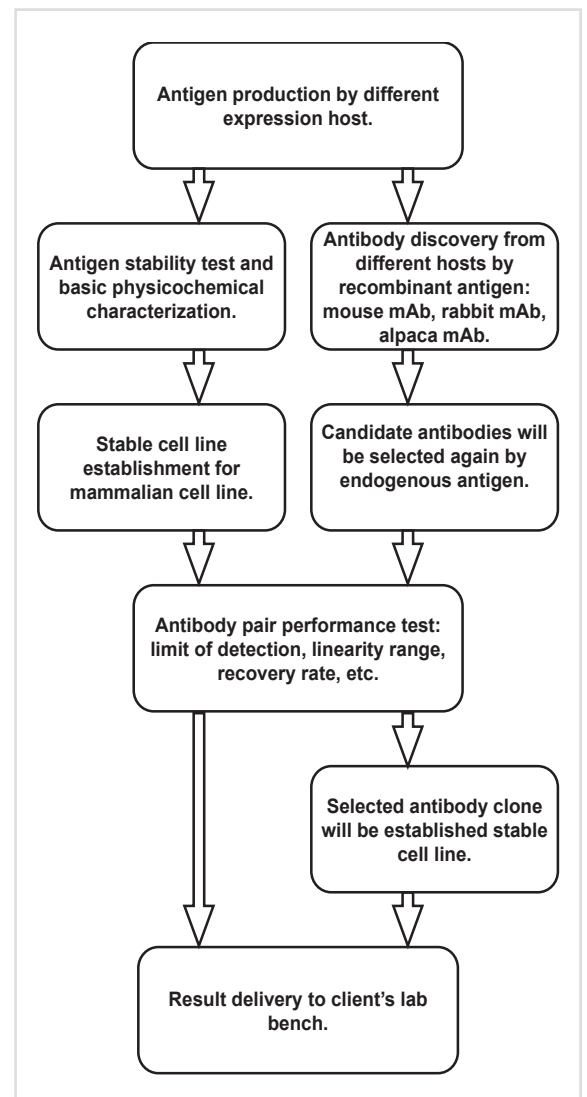 Antigen production by different
expression host.
Antigen stability test and
basic physicochemical
characterization.
Antibody discovery from
different hosts by
recombinant antigen:
mouse mAb, rabbit mAb,
alpaca mAb.
Stable cell line
establishment for
mammalian cell line.
Candidate antibodies will
be selected again by
endogenous antigen.
Antibody pair performance test:
limit of detection, linearity range,
recovery rate, etc.
Selected antibody clone
will be established stable
cell line.
Result delivery to client’s lab
bench.